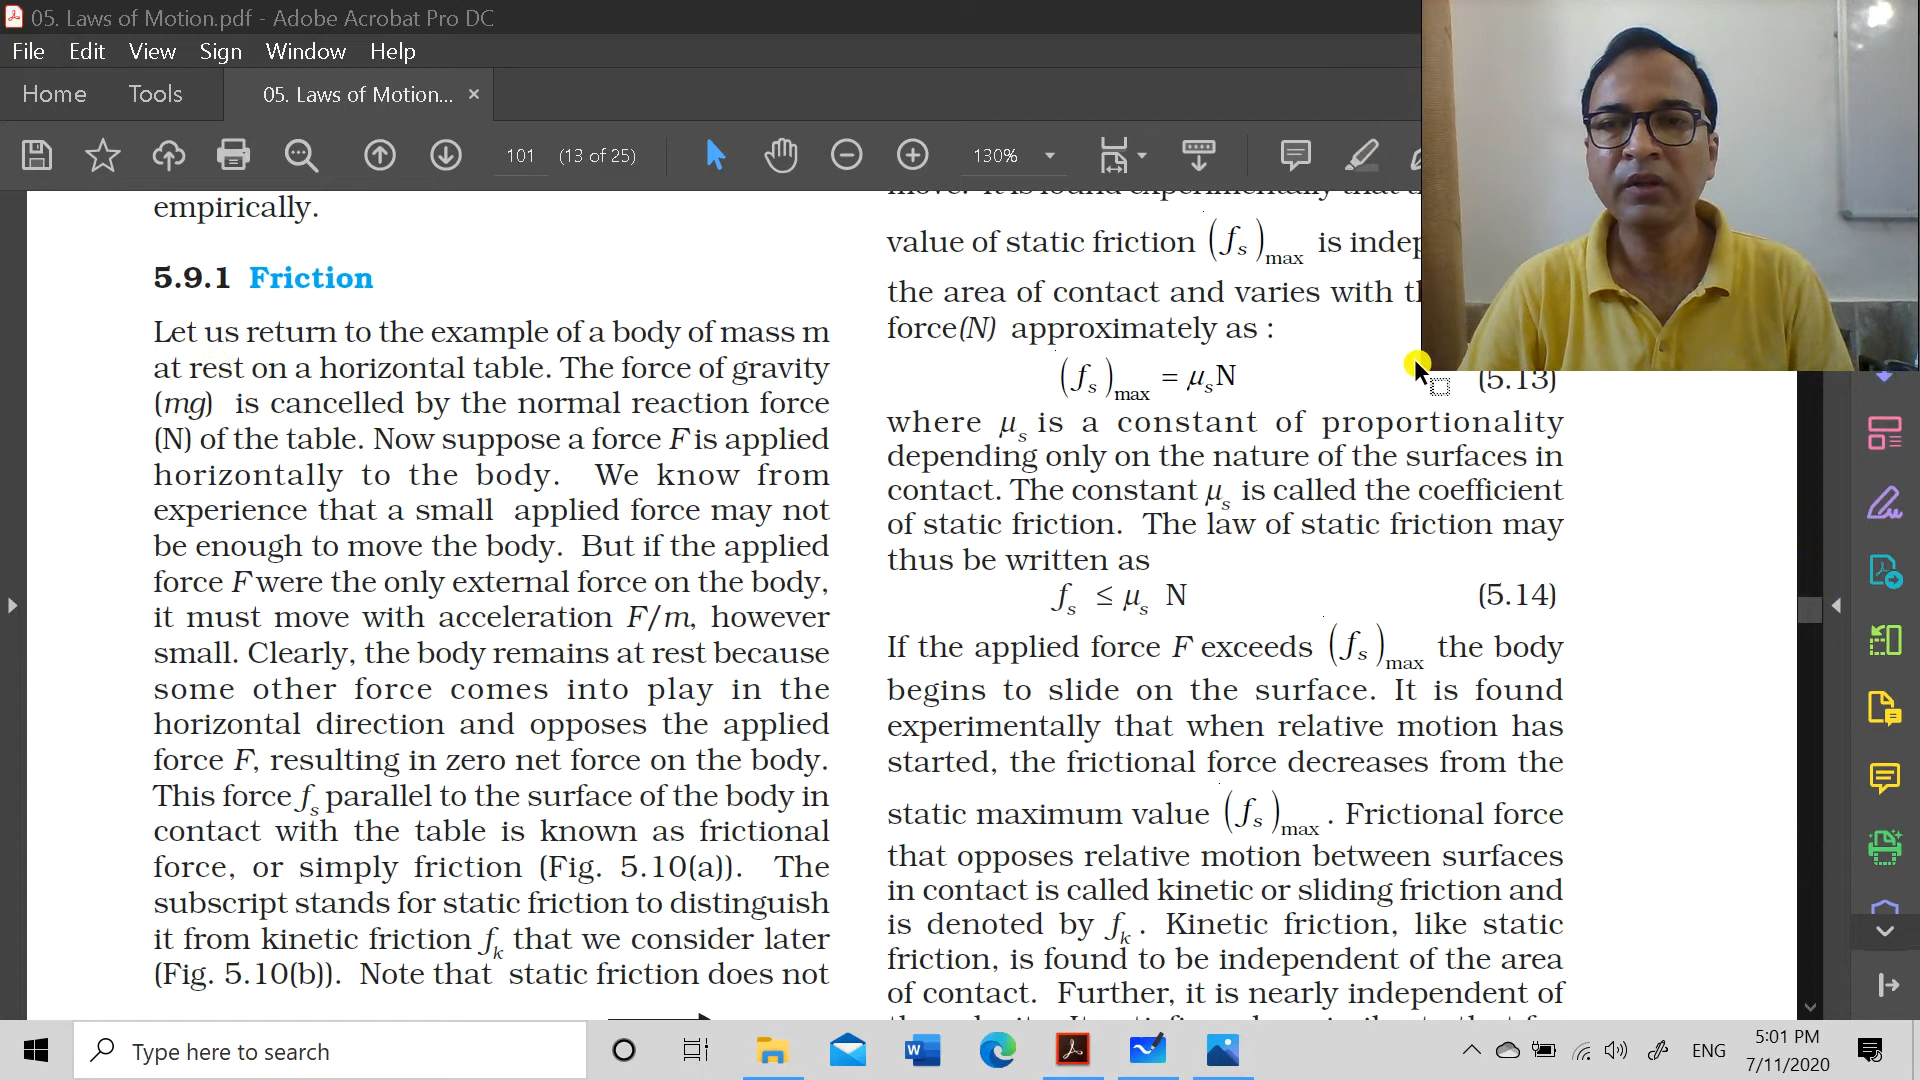 05. Laws of Motion.pdf - Adobe Acrobat Pro DC
File Edit View Sign Window Help
Home Tools 05. Laws of Motion... ×
101 (13 of 25) 130%
empirically.
5.9.1 Friction
Let us return to the example of a body of mass m
at rest on a horizontal table. The force of gravity
(mg) is cancelled by the normal reaction force
(N) of the table. Now suppose a force F is applied
horizontally to the body. We know from
experience that a small applied force may not
be enough to move the body. But if the applied
force F were the only external force on the body,
it must move with acceleration F/m, however
small. Clearly, the body remains at rest because
some other force comes into play in the
horizontal direction and opposes the applied
force F, resulting in zero net force on the body.
This force fs parallel to the surface of the body in
contact with the table is known as frictional
force, or simply friction (Fig. 5.10(a)). The
subscript stands for static friction to distinguish
it from kinetic friction fk that we consider later
(Fig. 5.10(b)). Note that static friction does not
move. It is found experimentally that
value of static friction (fs)max is
the area of contact and varies with
force(N) approximately as :
(fs)max = μsN (5.13)
where μs is a constant of proportionality
depending only on the nature of the surfaces in
contact. The constant μs is called the coefficient
of static friction. The law of static friction may
thus be written as
fs ≤ μs N (5.14)
If the applied force F exceeds (fs)max the body
begins to slide on the surface. It is found
experimentally that when relative motion has
started, the frictional force decreases from the
static maximum value (fs)max . Frictional force
that opposes relative motion between surfaces
in contact is called kinetic or sliding friction and
is denoted by fk . Kinetic friction, like static
friction, is found to be independent of the area
of contact. Further, it is nearly independent of
Type here to search
ENG
5:01 PM
7/11/2020